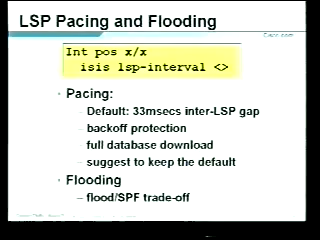 LSP Pacing and Flooding
Int pos x/x
isis lsp-interval <>
· Pacing:
– Default: 33msecs inter-LSP gap
– backoff protection
– full database download
– suggest to keep the default
· Flooding
– flood/SPF trade-off